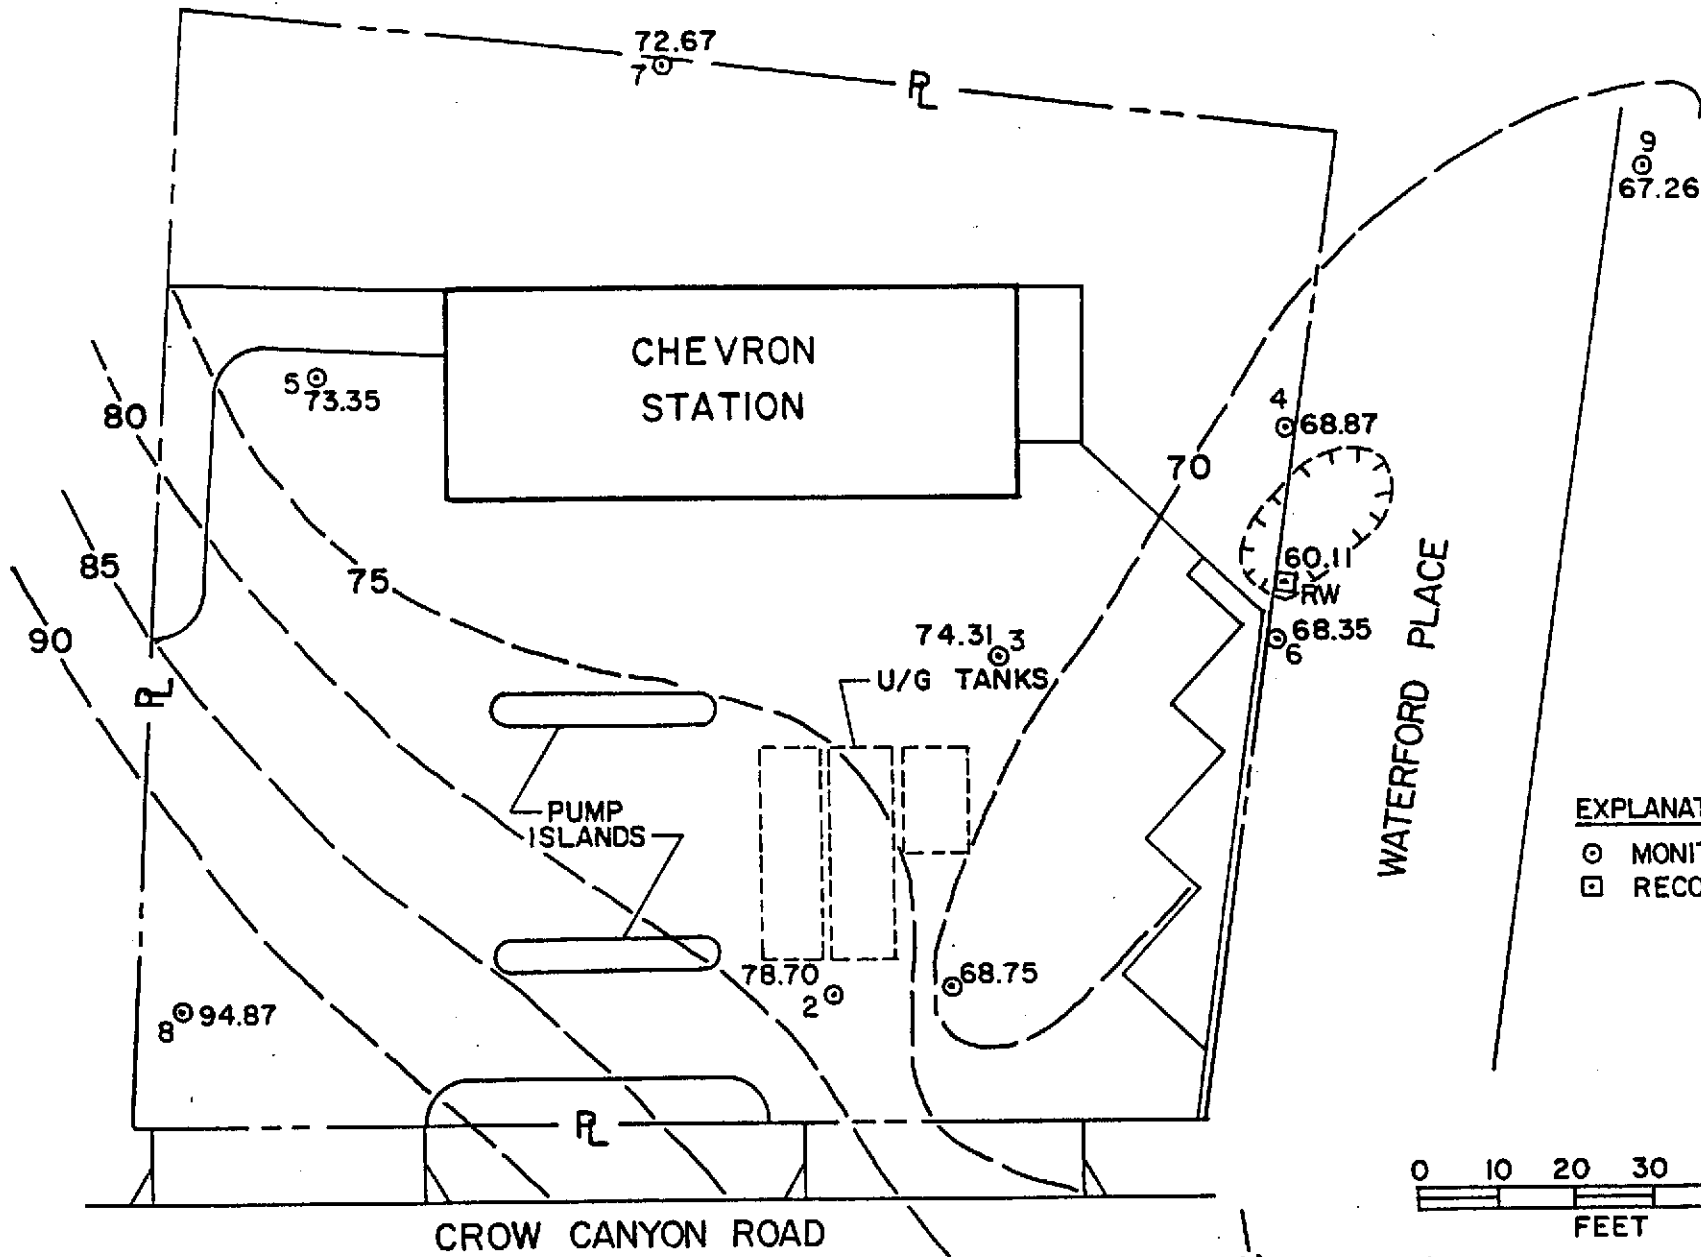 72.67
7
PL
9
67.26
CHEVRON
STATION
5
73.35
80
4
68.87
70
85
75
60.11
RW
90
74.31
3
68.35
6
U/G TANKS
PL
WATERFORD PLACE
PUMP
ISLANDS
EXPLANAT
MONIT
RECO
78.70
2
68.75
8
94.87
PL
0 10 20 30
FEET
CROW CANYON ROAD